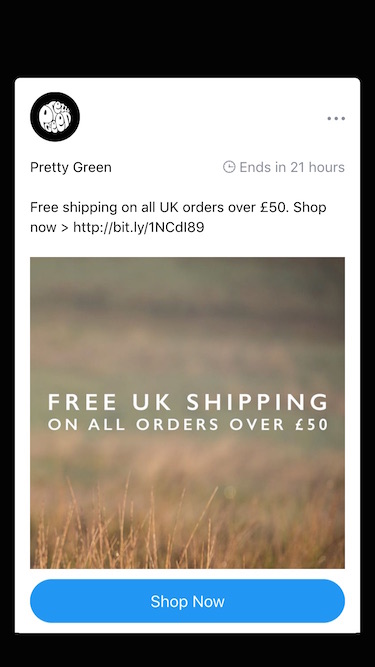 Pretty Green
Pretty Green
Ends in 21 hours
Free shipping on all UK orders over £50. Shop
now > http://bit.ly/1NCdI89
FREE UK SHIPPING
ON ALL ORDERS OVER £50
Shop Now